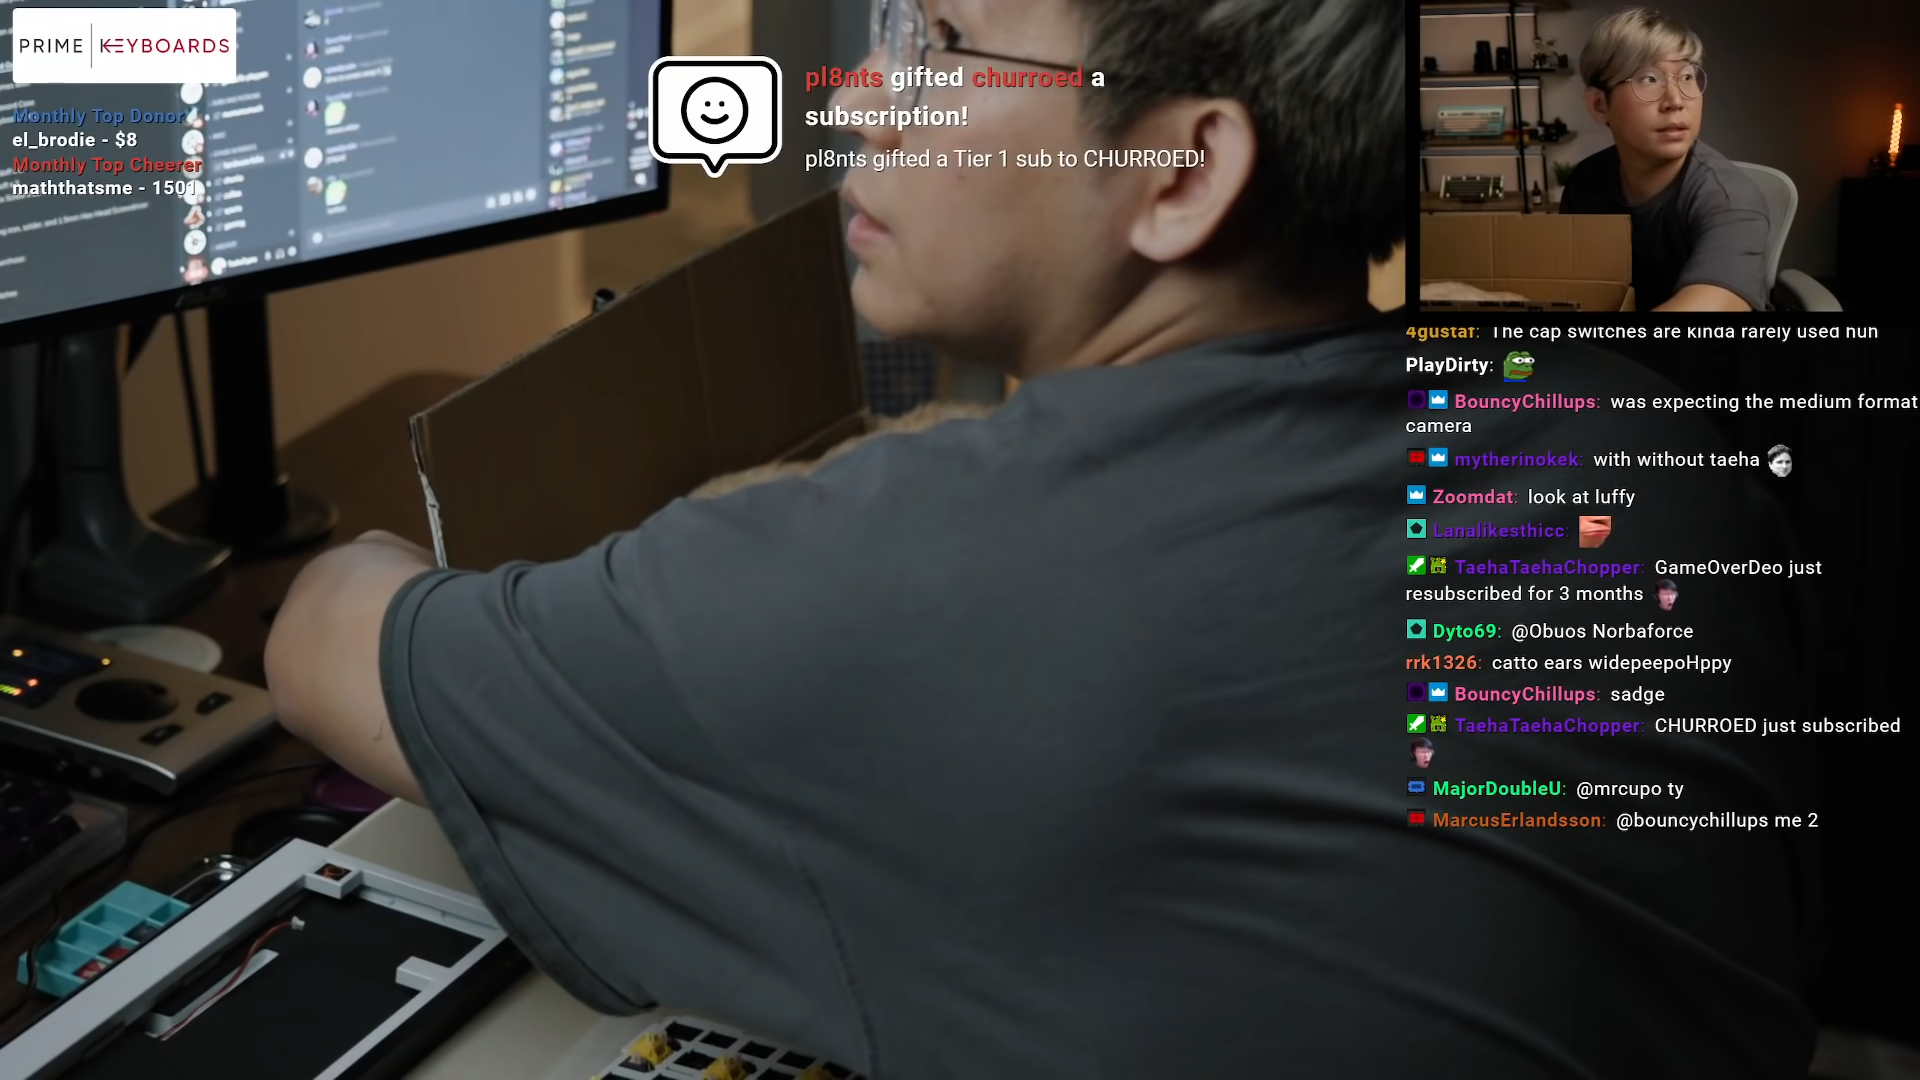 PRIME | KEYBOARDS
Monthly Top Donor
el_brodie - $8
Monthly Top Cheerer
maththatsme - 1501
pl8nts gifted churroed a
subscription!
pl8nts gifted a Tier 1 sub to CHURROED!
4gustaf: The cap switches are kinda rarely used huh
PlayDirty:
BouncyChillups: was expecting the medium format
camera
mytherinokek: with without taeha
Zoomdat: look at luffy
Lanalikesthicc:
TaehaTaehaChopper: GameOverDeo just
resubscribed for 3 months
Dyto69: @Obuos Norbaforce
rrk1326: catto ears widepeepoHppy
BouncyChillups: sadge
TaehaTaehaChopper: CHURROED just subscribed
MajorDoubleU: @mrcupo ty
MarcusErlandsson: @bouncychillups me 2